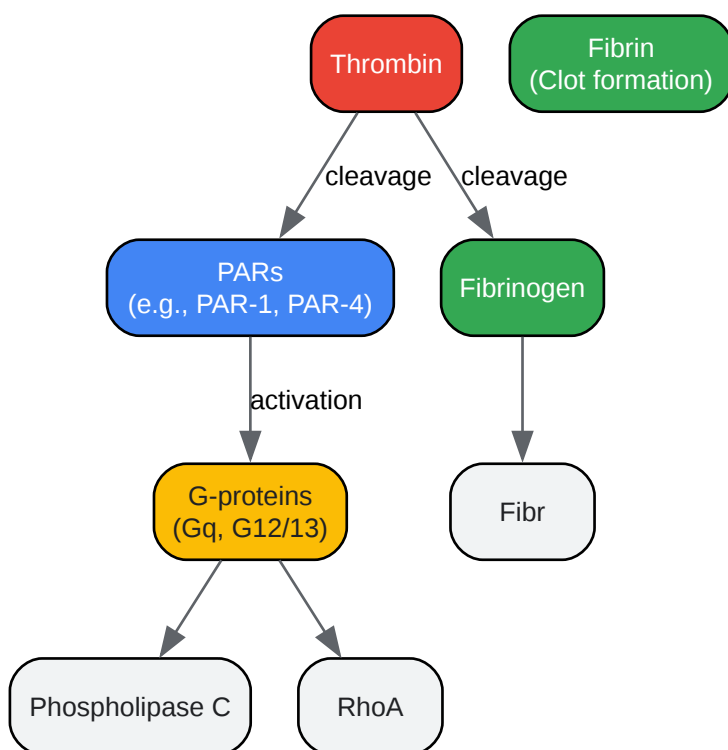 Thrombin
Fibrin
(Clot formation)
cleavage
cleavage
PARs
(e.g., PAR-1, PAR-4)
Fibrinogen
activation
G-proteins
(Gq, G12/13)
Fibr
Phospholipase C
RhoA